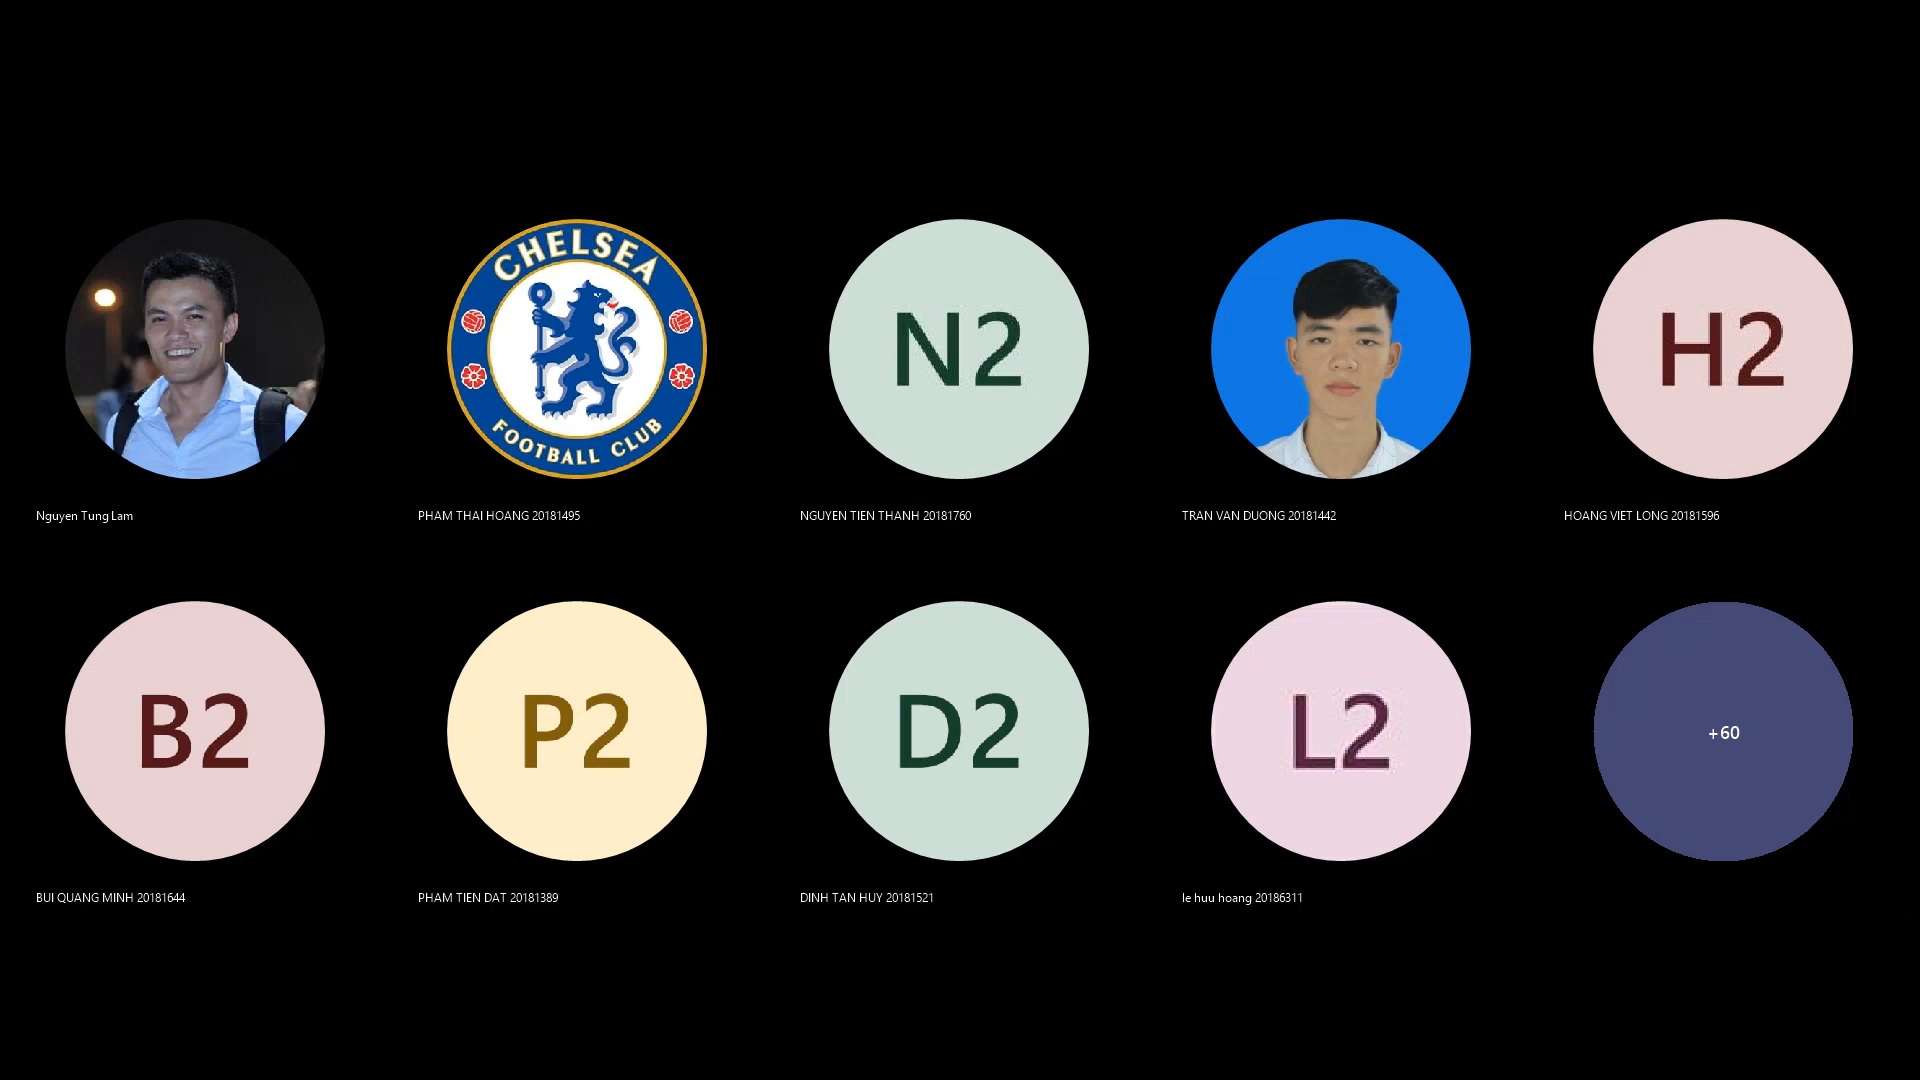 CHELSEA
FOOTBALL CLUB
N2
H2
Nguyen Tung Lam
PHAM THAI HOANG 20181495
NGUYEN TIEN THANH 20181760
TRAN VAN DUONG 20181442
HOANG VIET LONG 20181596
B2
P2
D2
L2
+60
BUI QUANG MINH 20181644
PHAM TIEN DAT 20181389
DINH TAN HUY 20181521
le huu hoang 20186311